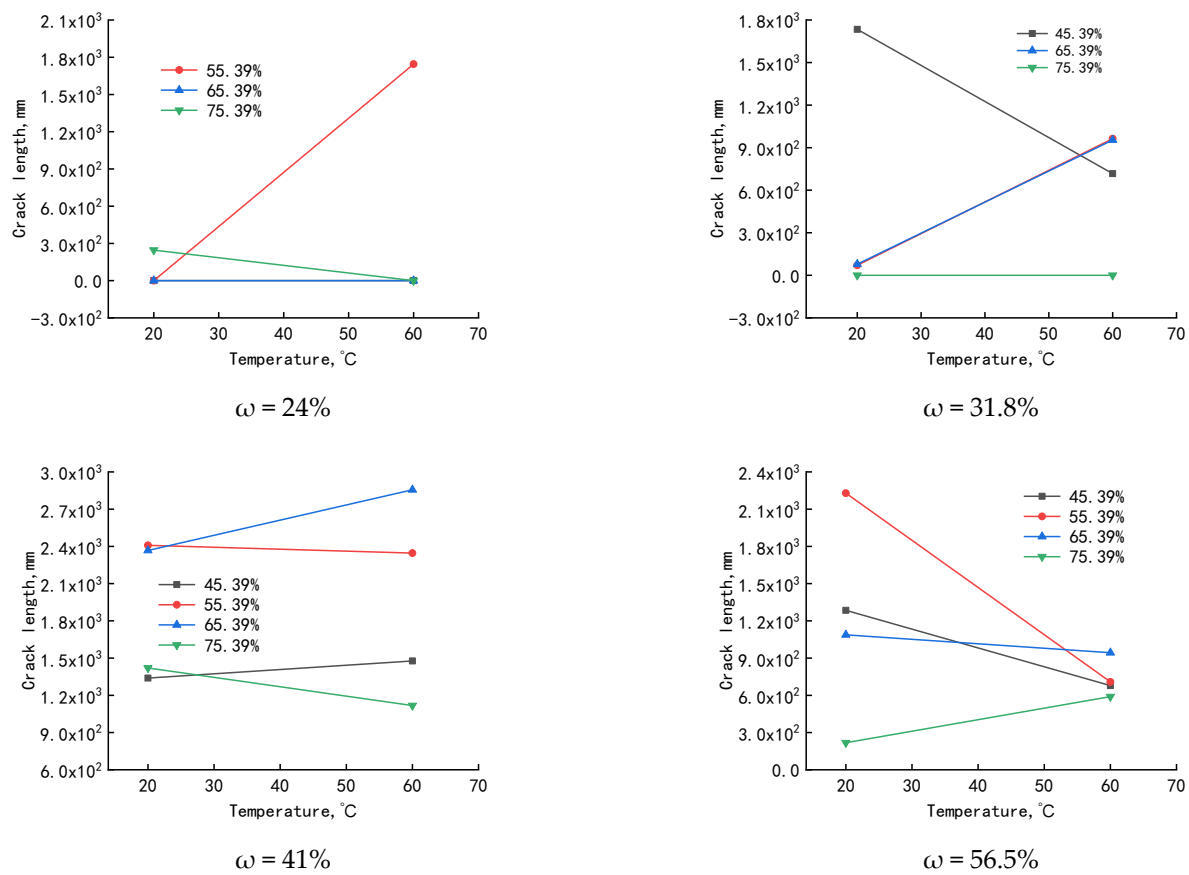 2.1x10³
1.8x10³
1.5x10³
1.2x10³
9.0x10²
6.0x10²
3.0x10²
0.0
−3.0x10²
Crack length,mm
55.39%
65.39%
75.39%
20 30 40 50 60 70
Temperature,℃
ω = 24%
1.8x10³
1.5x10³
1.2x10³
9.0x10²
6.0x10²
3.0x10²
0.0
−3.0x10²
Crack length,mm
45.39%
65.39%
75.39%
20 30 40 50 60 70
Temperature,℃
ω = 31.8%
3.0x10³
2.7x10³
2.4x10³
2.1x10³
1.8x10³
1.5x10³
1.2x10³
9.0x10²
6.0x10²
Crack length,mm
45.39%
55.39%
65.39%
75.39%
20 30 40 50 60 70
Temperature,℃
ω = 41%
2.4x10³
2.1x10³
1.8x10³
1.5x10³
1.2x10³
9.0x10²
6.0x10²
3.0x10²
0.0
Crack length,mm
45.39%
55.39%
65.39%
75.39%
20 30 40 50 60 70
Temperature,℃
ω = 56.5%